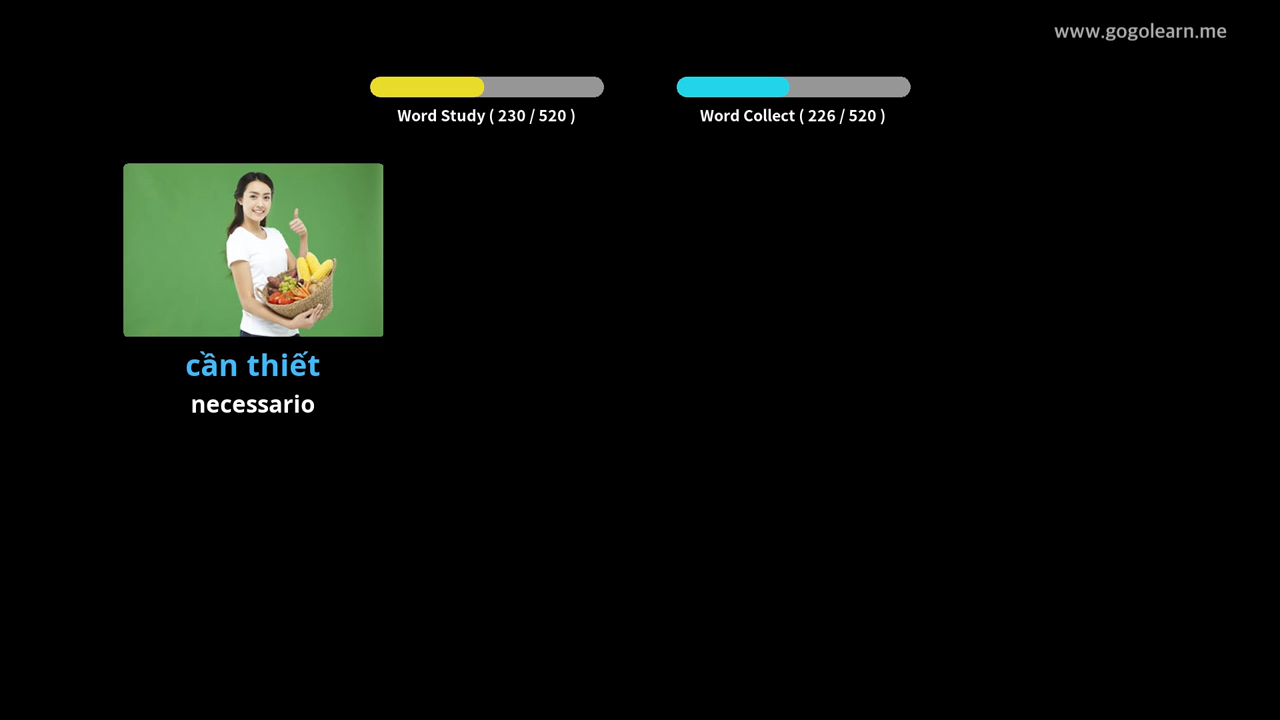 www.gogolearn.me
Word Study ( 230 / 520 )
Word Collect ( 226 / 520 )
cần thiết
necessario